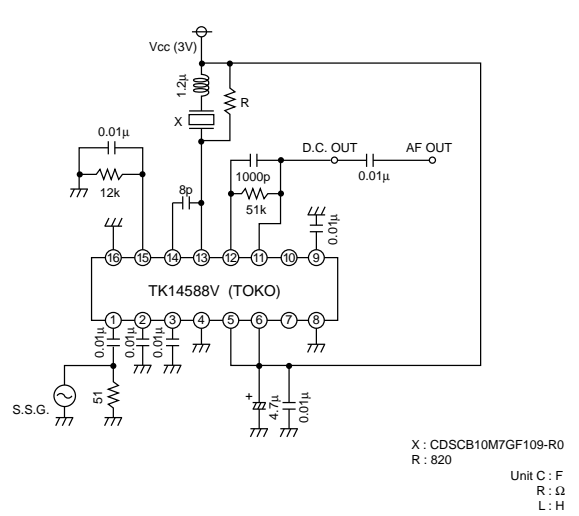 Vcc (3V)
1.2µ
R
X
0.01µ
12k
8p
1000p
51k
D.C. OUT
0.01µ
AF OUT
0.01µ
16 15 14 13 12 11 10 9
TK14588V (TOKO)
1 2 3 4 5 6 7 8
0.01µ
0.01µ
0.01µ
S.S.G.
51
+
4.7µ
0.01µ
X : CDSCB10M7GF109-R0
R : 820
Unit C : F
R : Ω
L : H